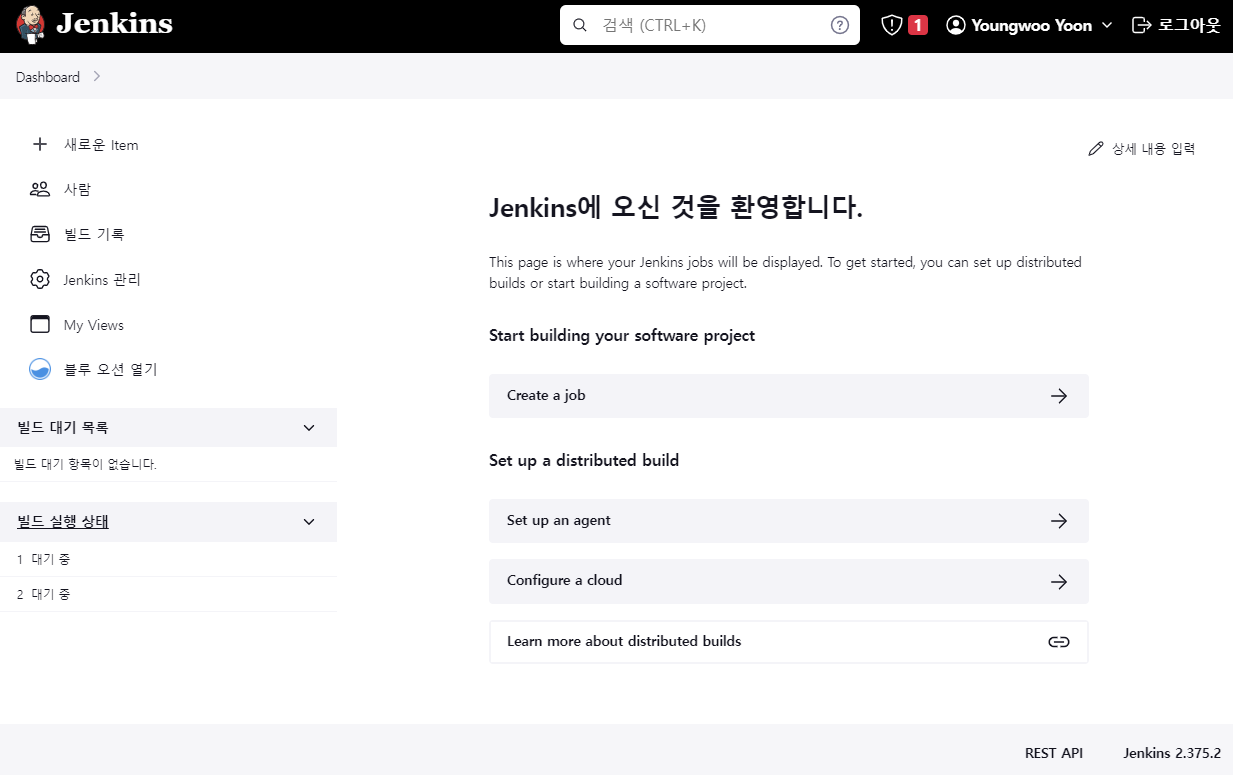 Jenkins
검색 (CTRL+K)
1
Youngwoo Yoon
로그아웃
Dashboard
새로운 Item
사람
빌드 기록
Jenkins 관리
My Views
블루 오션 열기
빌드 대기 목록
빌드 대기 항목이 없습니다.
빌드 실행 상태
1 대기 중
2 대기 중
상세 내용 입력
Jenkins에 오신 것을 환영합니다.
This page is where your Jenkins jobs will be displayed. To get started, you can set up distributed
builds or start building a software project.
Start building your software project
Create a job
Set up a distributed build
Set up an agent
Configure a cloud
Learn more about distributed builds
REST API
Jenkins 2.375.2